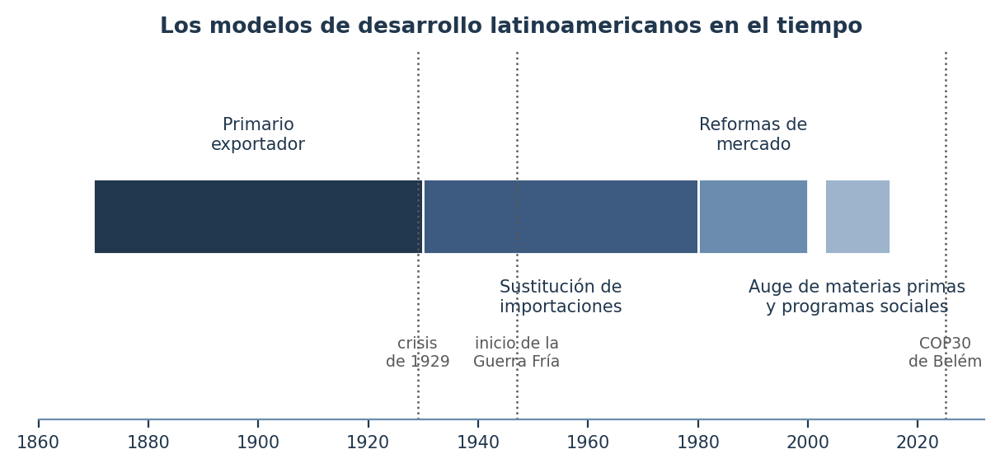 Los modelos de desarrollo latinoamericanos en el tiempo
Primario
exportador
Reformas de
mercado
Sustitución de
importaciones
Auge de materias primas
y programas sociales
crisis
de 1929
inicio de la
Guerra Fría
COP30
de Belém
1860 1880 1900 1920 1940 1960 1980 2000 2020